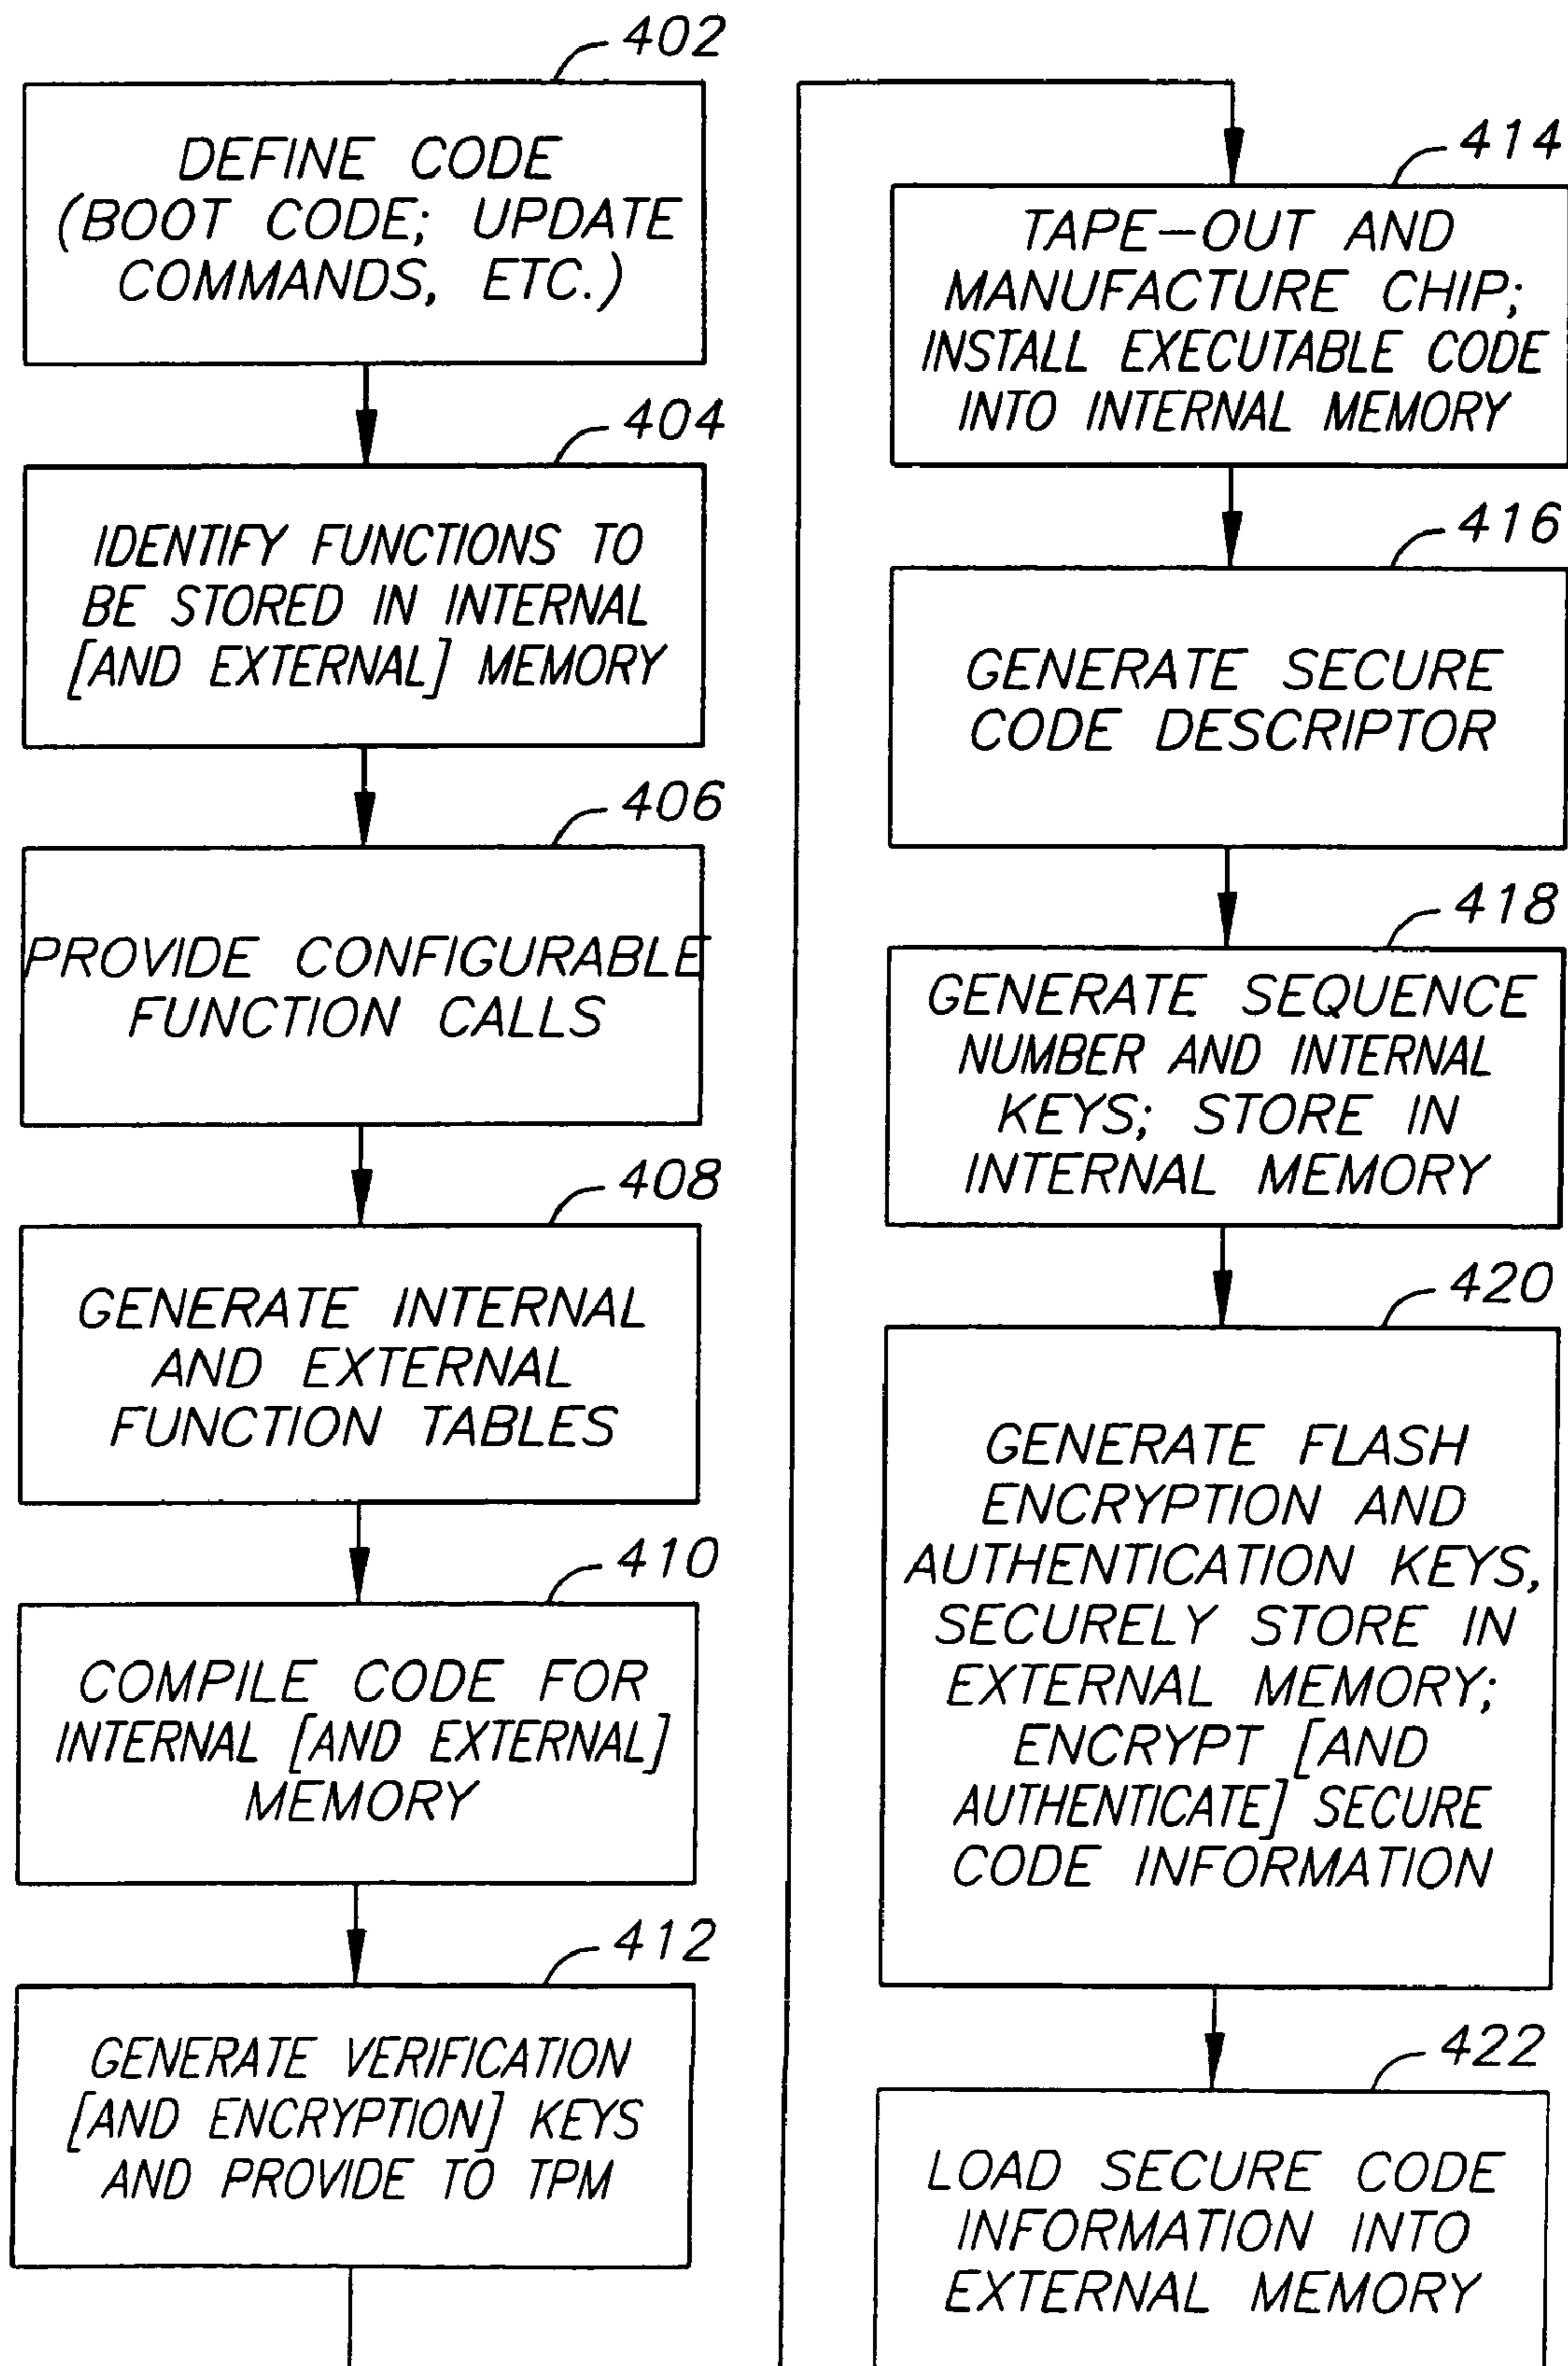 402
DEFINE CODE
(BOOT CODE; UPDATE
COMMANDS, ETC.)
404
IDENTIFY FUNCTIONS TO
BE STORED IN INTERNAL
[AND EXTERNAL] MEMORY
406
PROVIDE CONFIGURABLE
FUNCTION CALLS
408
GENERATE INTERNAL
AND EXTERNAL
FUNCTION TABLES
410
COMPILE CODE FOR
INTERNAL [AND EXTERNAL]
MEMORY
412
GENERATE VERIFICATION
[AND ENCRYPTION] KEYS
AND PROVIDE TO TPM
414
TAPE-OUT AND
MANUFACTURE CHIP;
INSTALL EXECUTABLE CODE
INTO INTERNAL MEMORY
416
GENERATE SECURE
CODE DESCRIPTOR
418
GENERATE SEQUENCE
NUMBER AND INTERNAL
KEYS; STORE IN
INTERNAL MEMORY
420
GENERATE FLASH
ENCRYPTION AND
AUTHENTICATION KEYS,
SECURELY STORE IN
EXTERNAL MEMORY;
ENCRYPT [AND
AUTHENTICATE] SECURE
CODE INFORMATION
422
LOAD SECURE CODE
INFORMATION INTO
EXTERNAL MEMORY